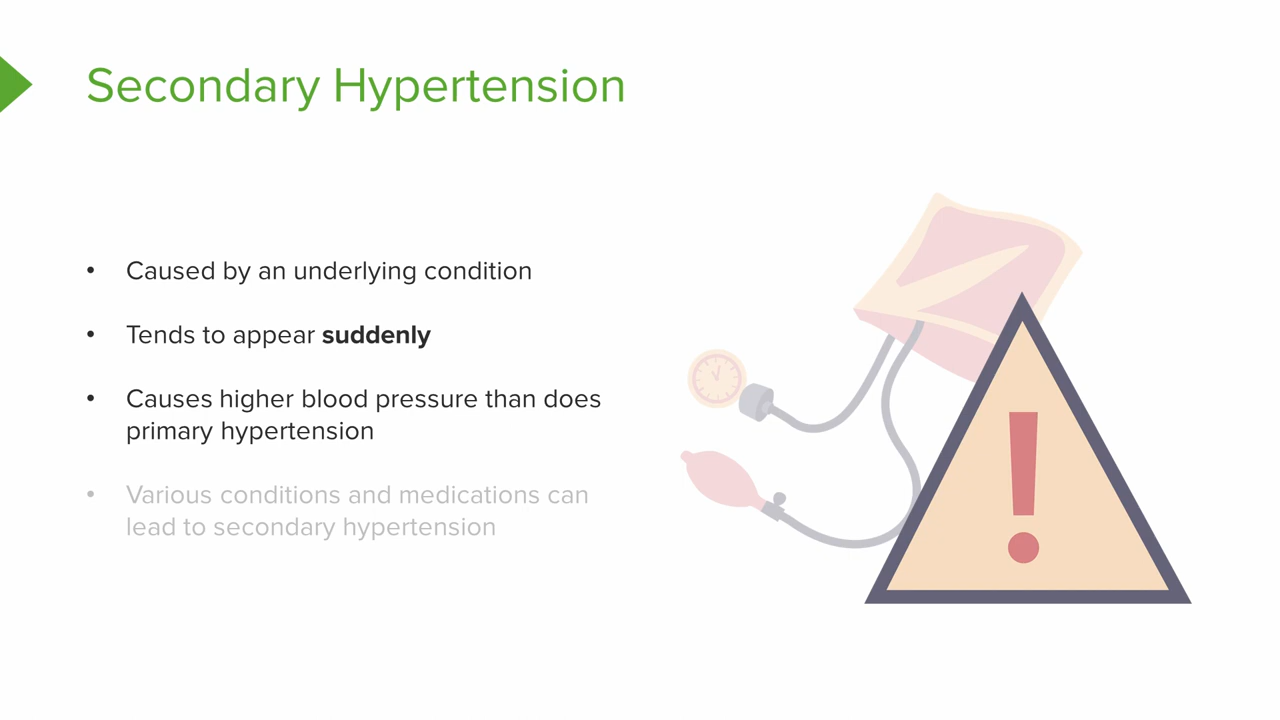 Secondary Hypertension
• Caused by an underlying condition
• Tends to appear suddenly
• Causes higher blood pressure than does
primary hypertension
• Various conditions and medications can
lead to secondary hypertension
!